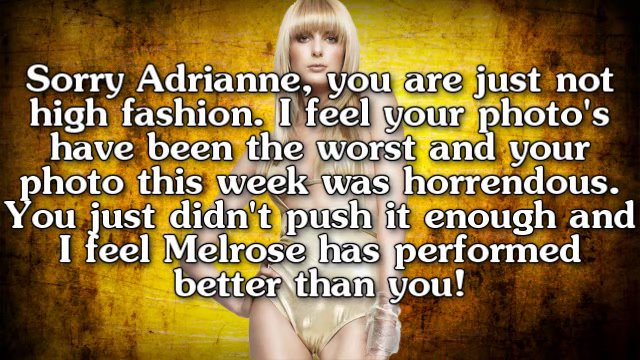 Sorry Adrianne, you are just not
high fashion. I feel your photo's
have been the worst and your
photo this week was horrendous.
You just didn't push it enough and
I feel Melrose has performed
better than you!